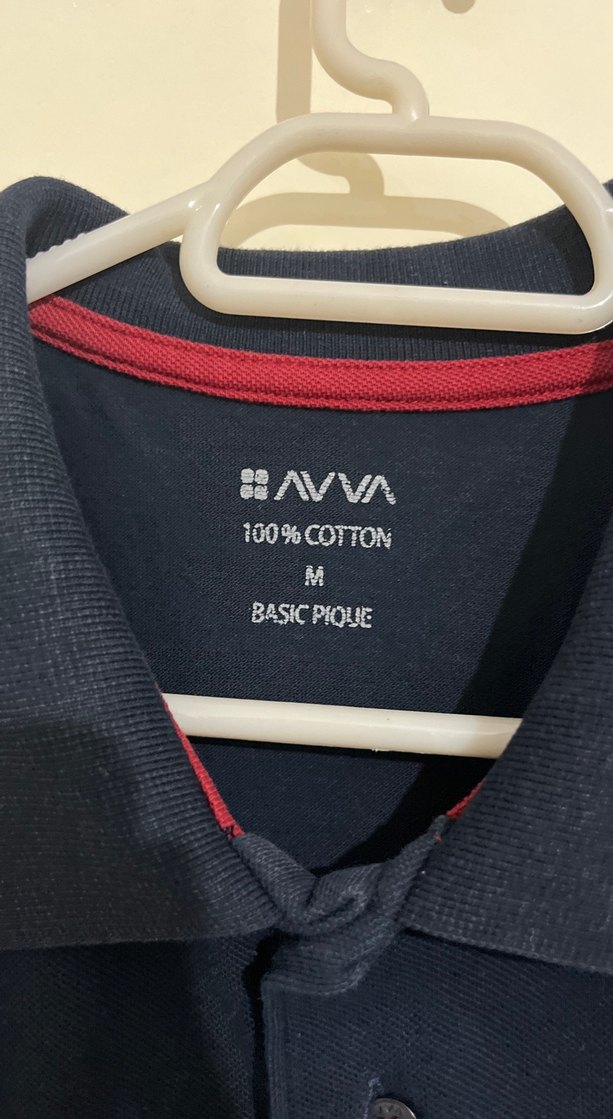 AVVA
100% COTTON
M
BASIC PIQUE